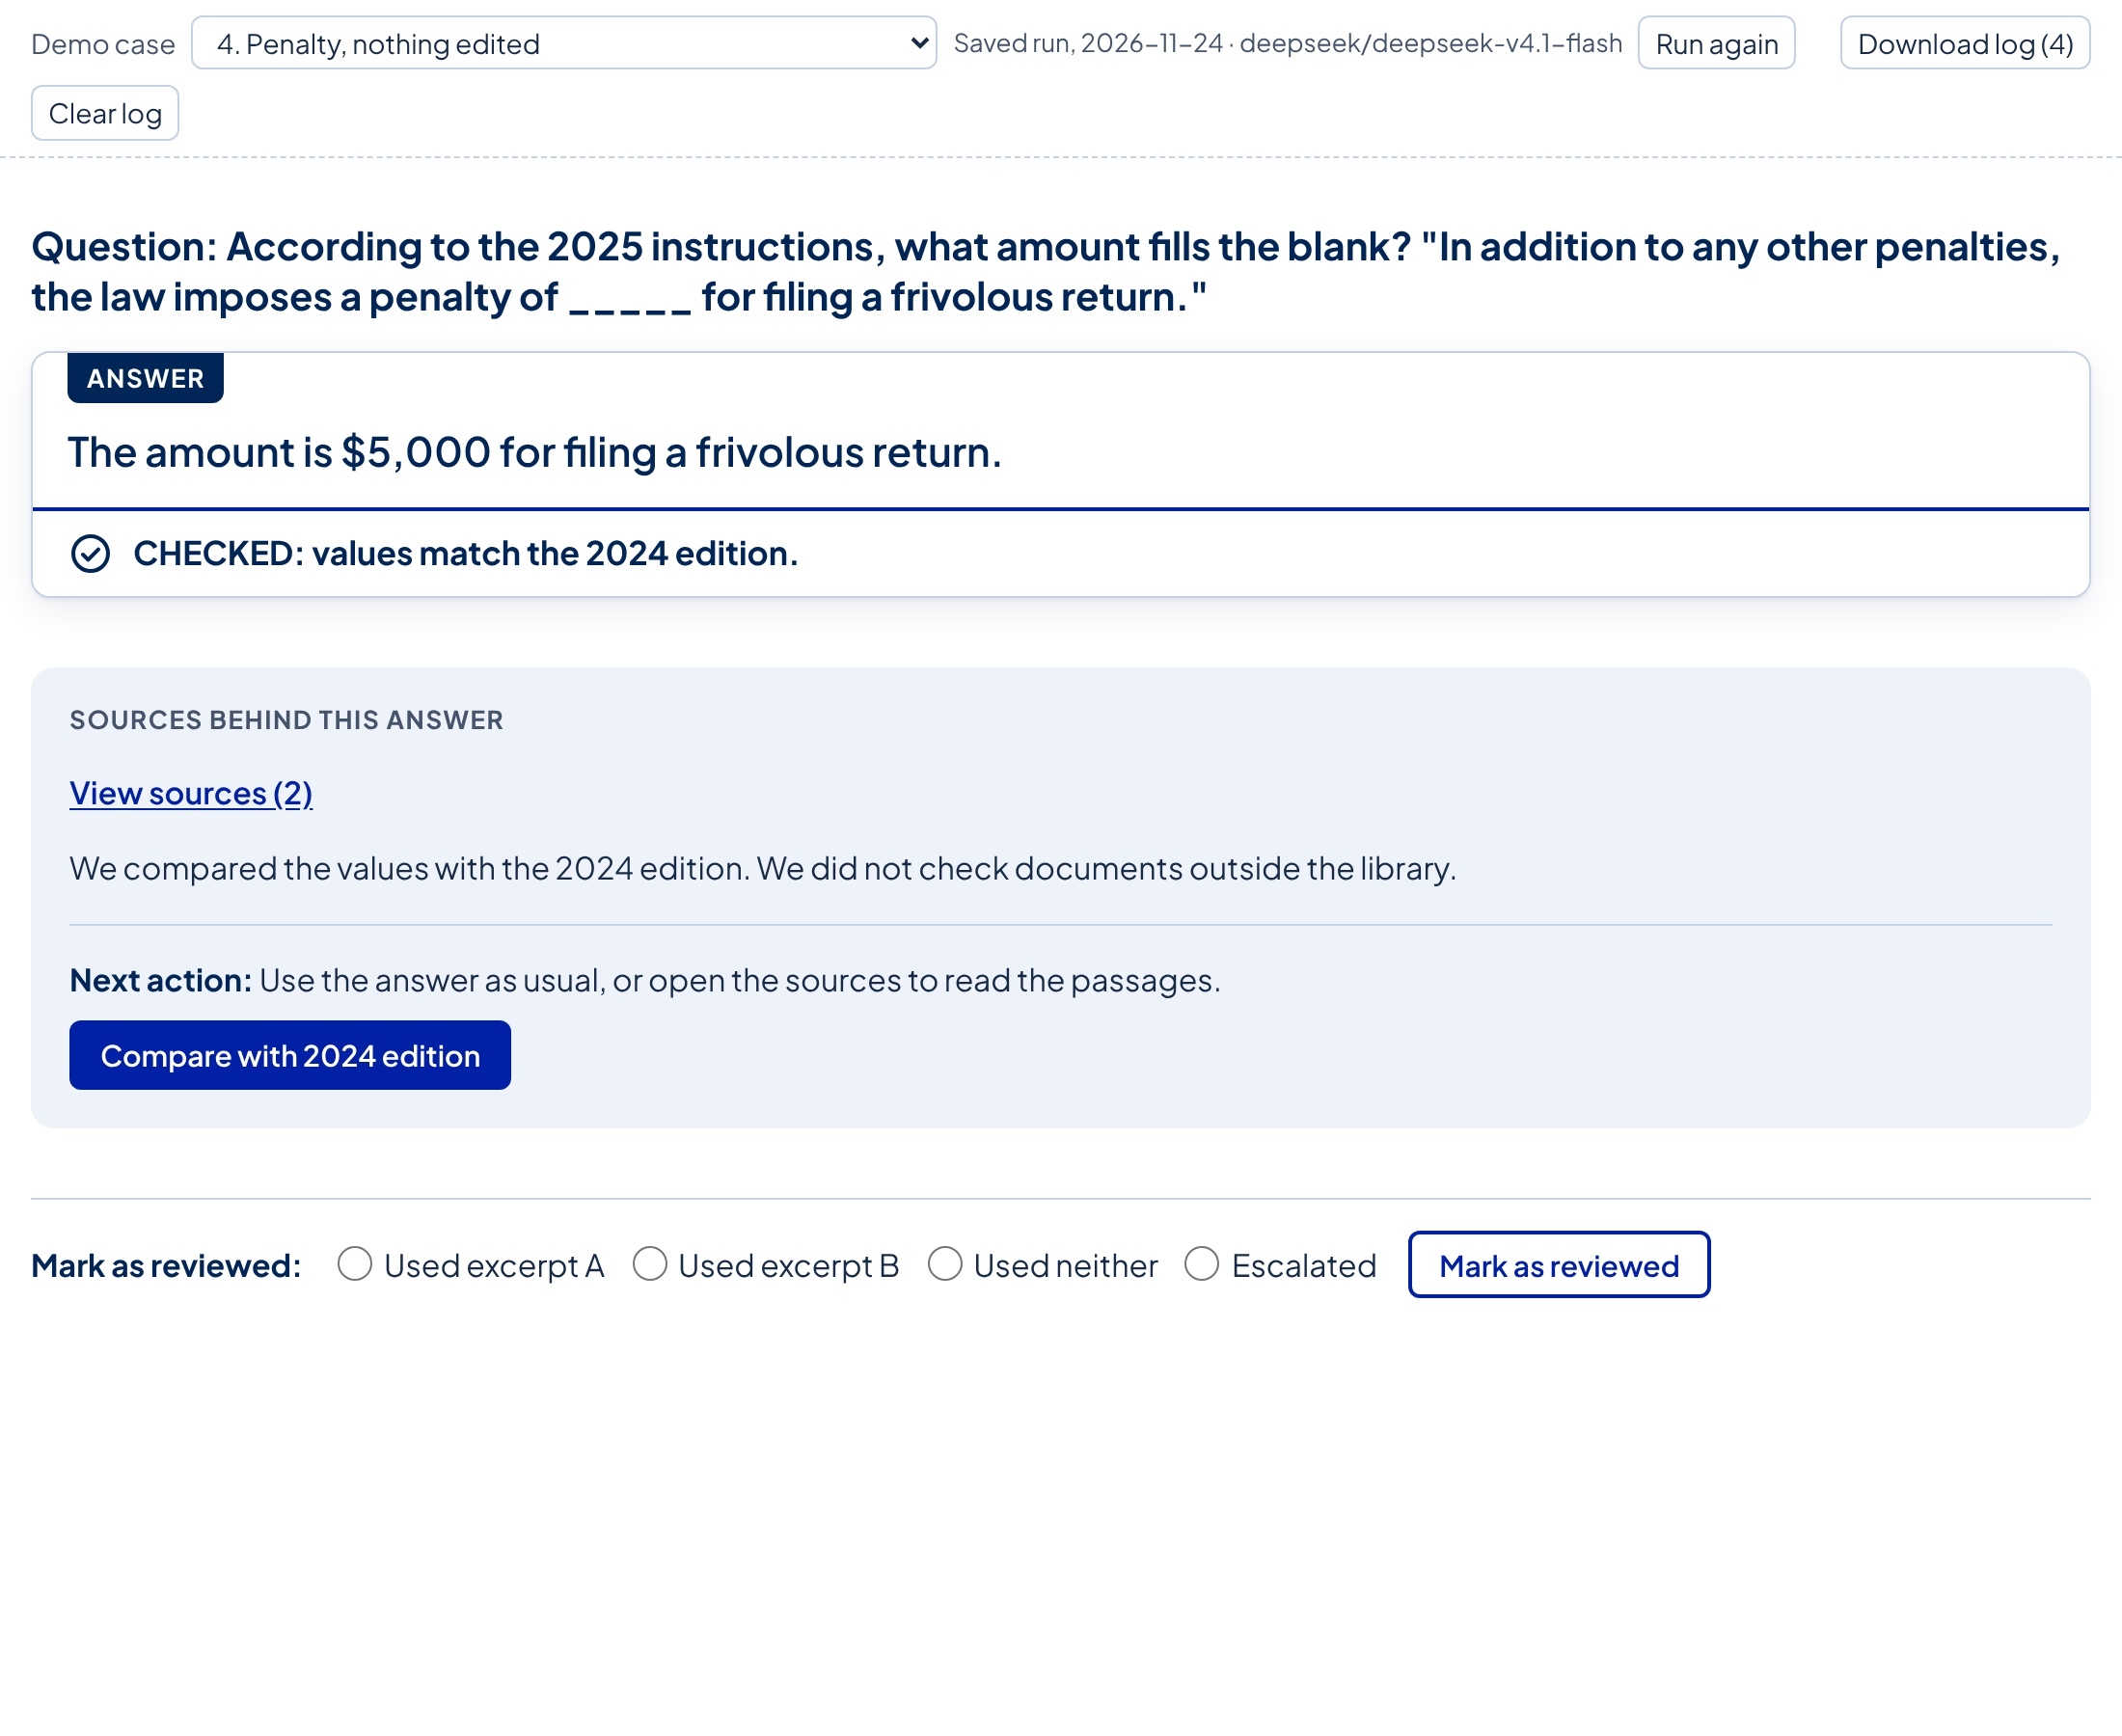 Demo case 4. Penalty, nothing edited Saved run, 2026-11-24 · deepseek/deepseek-v4.1-flash Run again Download log (4)
Clear log
Question: According to the 2025 instructions, what amount fills the blank? "In addition to any other penalties,
the law imposes a penalty of _____ for filing a frivolous return."
ANSWER
The amount is $5,000 for filing a frivolous return.
CHECKED: values match the 2024 edition.
SOURCES BEHIND THIS ANSWER
View sources (2)
We compared the values with the 2024 edition. We did not check documents outside the library.
Next action: Use the answer as usual, or open the sources to read the passages.
Compare with 2024 edition
Mark as reviewed: Used excerpt A Used excerpt B Used neither Escalated Mark as reviewed